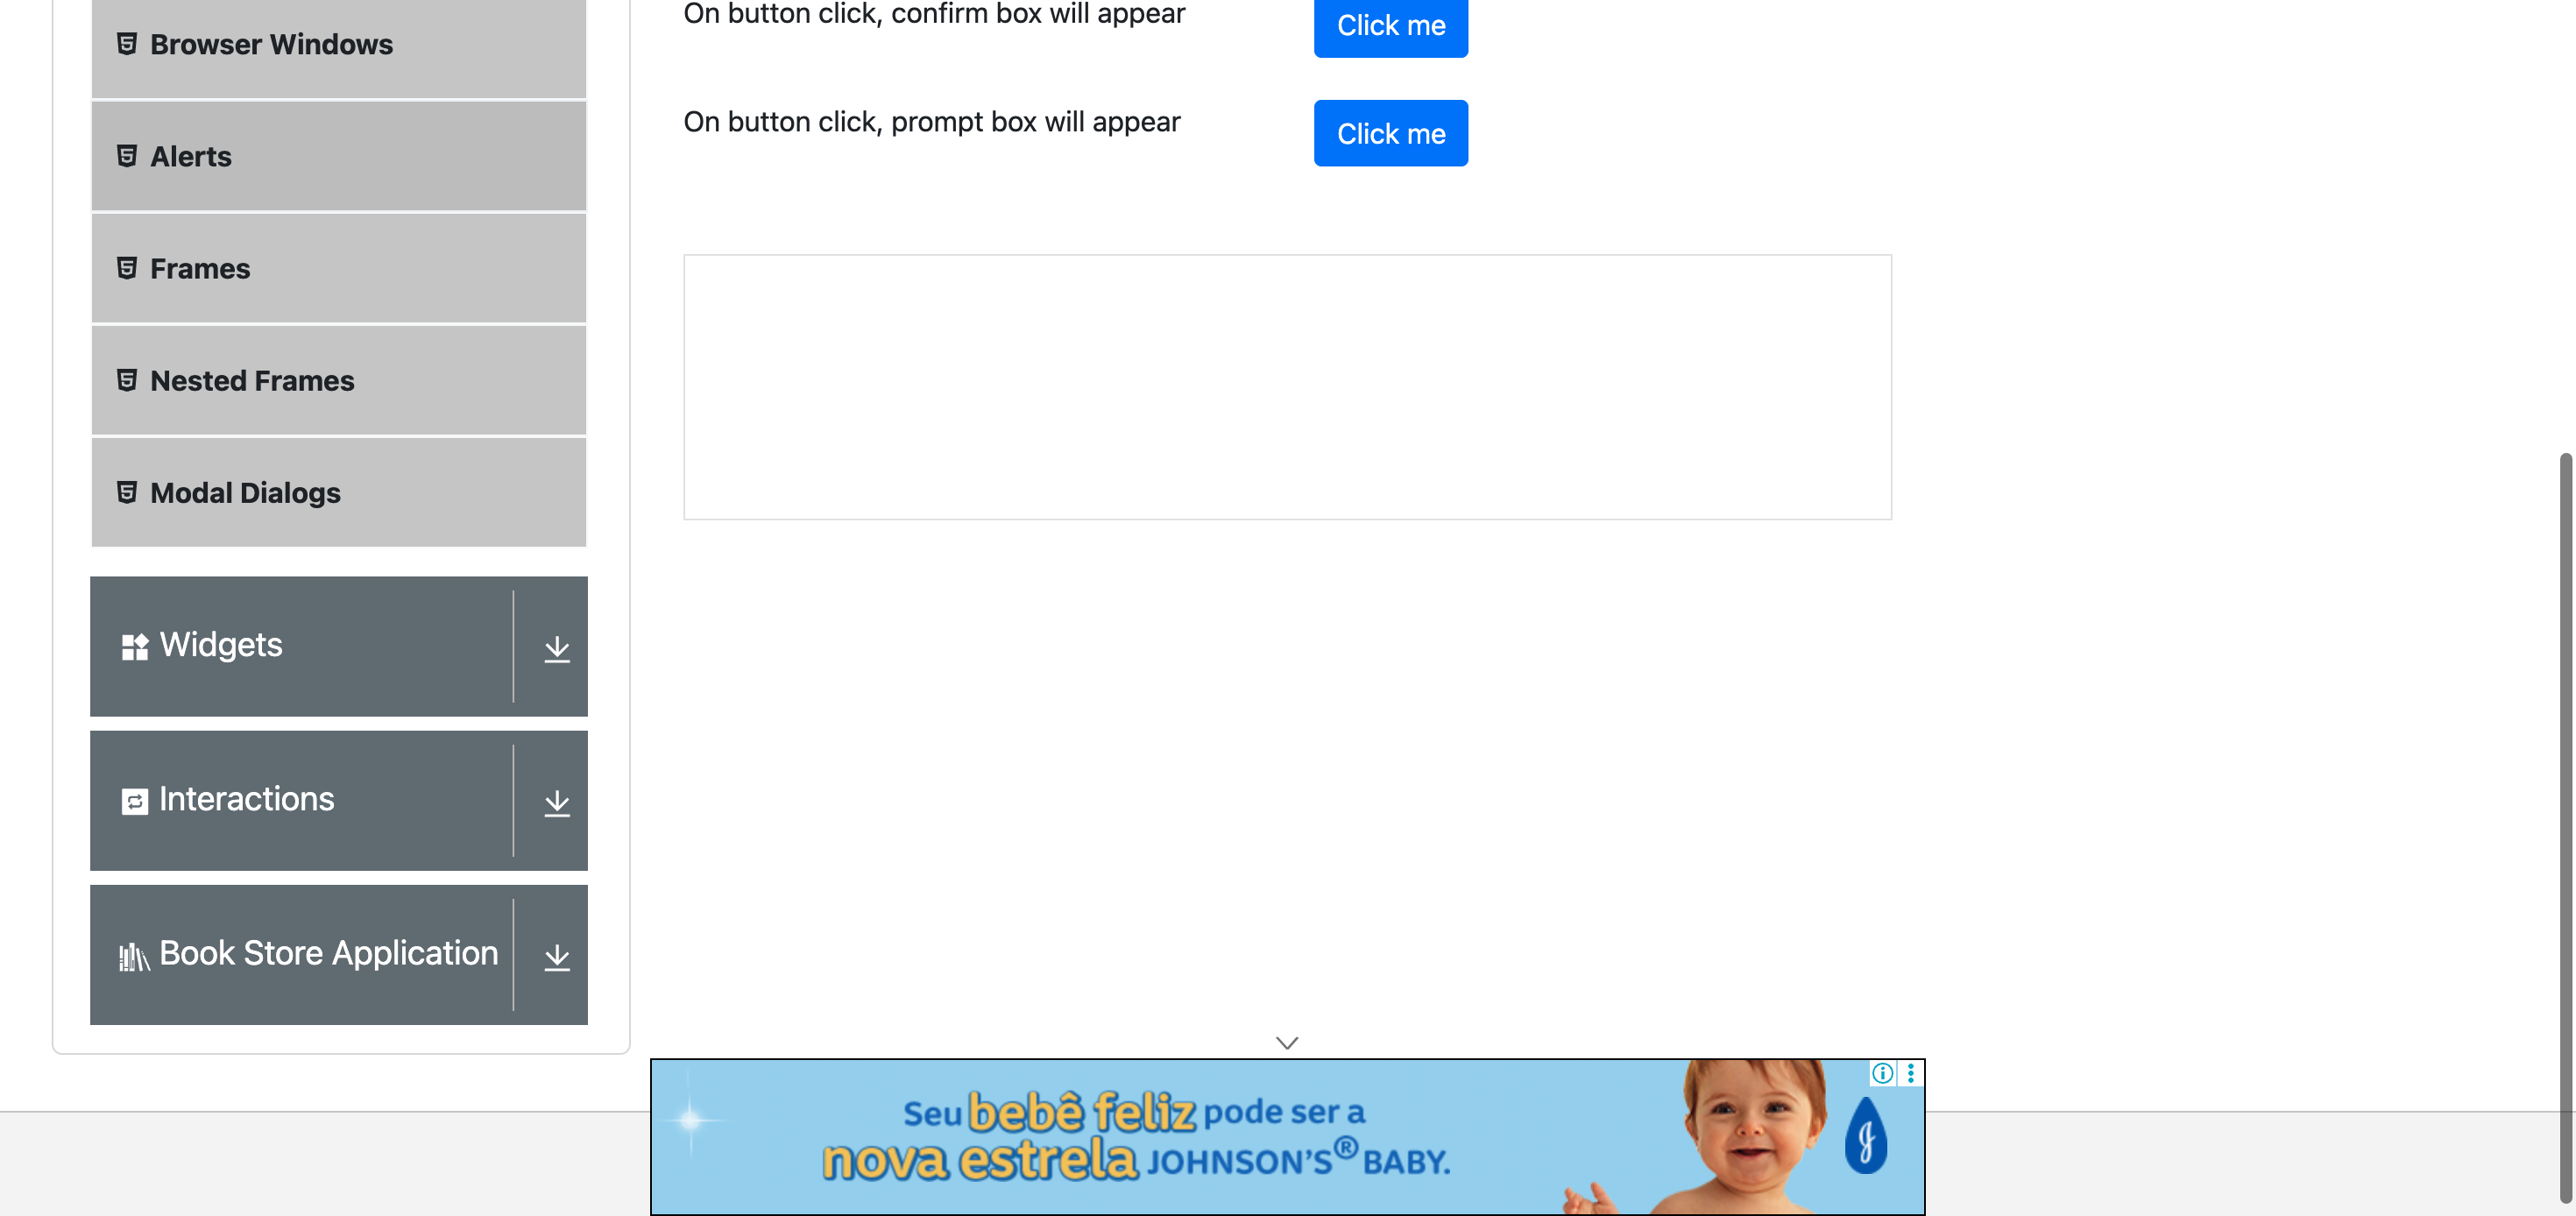 Browser Windows
Alerts
Frames
Nested Frames
Modal Dialogs
Widgets
Interactions
Book Store Application
On button click, confirm box will appear
Click me
On button click, prompt box will appear
Click me
Seu bebê feliz pode ser a
nova estrela JOHNSON'S® BABY.